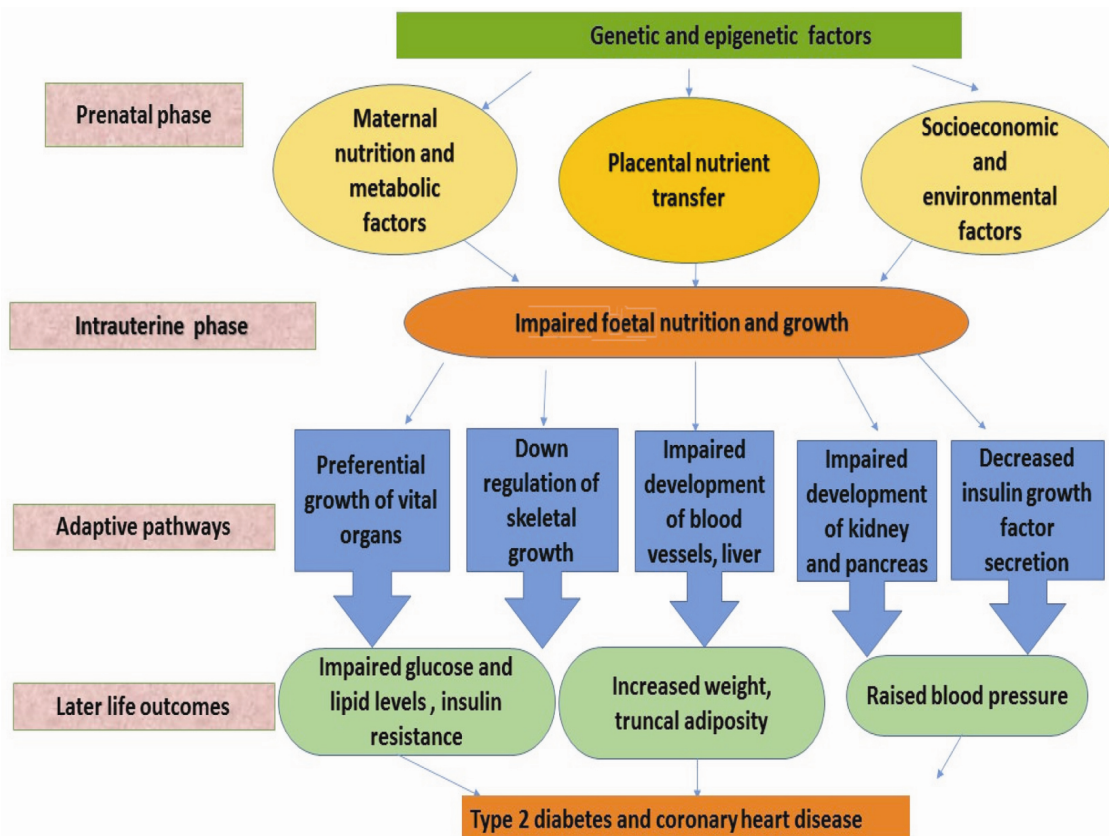 Genetic and epigenetic factors
Prenatal phase
Maternal
nutrition and
metabolic
factors
Placental nutrient
transfer
Socioeconomic
and
environmental
factors
Intrauterine phase
Impaired foetal nutrition and growth
Adaptive pathways
Preferential
growth of vital
organs
Down
regulation of
skeletal
growth
Impaired
development
of blood
vessels, liver
Impaired
development
of kidney
and pancreas
Decreased
insulin growth
factor
secretion
Later life outcomes
Impaired glucose and
lipid levels , insulin
resistance
Increased weight,
truncal adiposity
Raised blood pressure
Type 2 diabetes and coronary heart disease